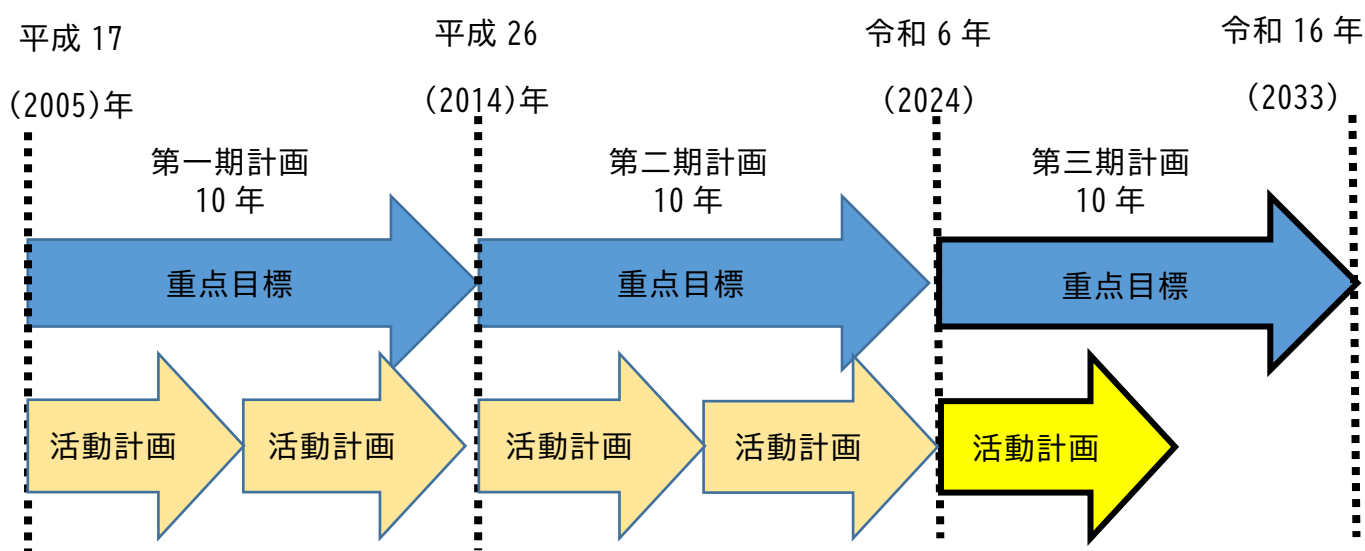 平成 17
(2005)年
平成 26
(2014)年
令和 6 年
(2024)
令和 16 年
(2033)
第一期計画
10 年
第二期計画
10 年
第三期計画
10 年
重点目標
重点目標
重点目標
活動計画
活動計画
活動計画
活動計画
活動計画